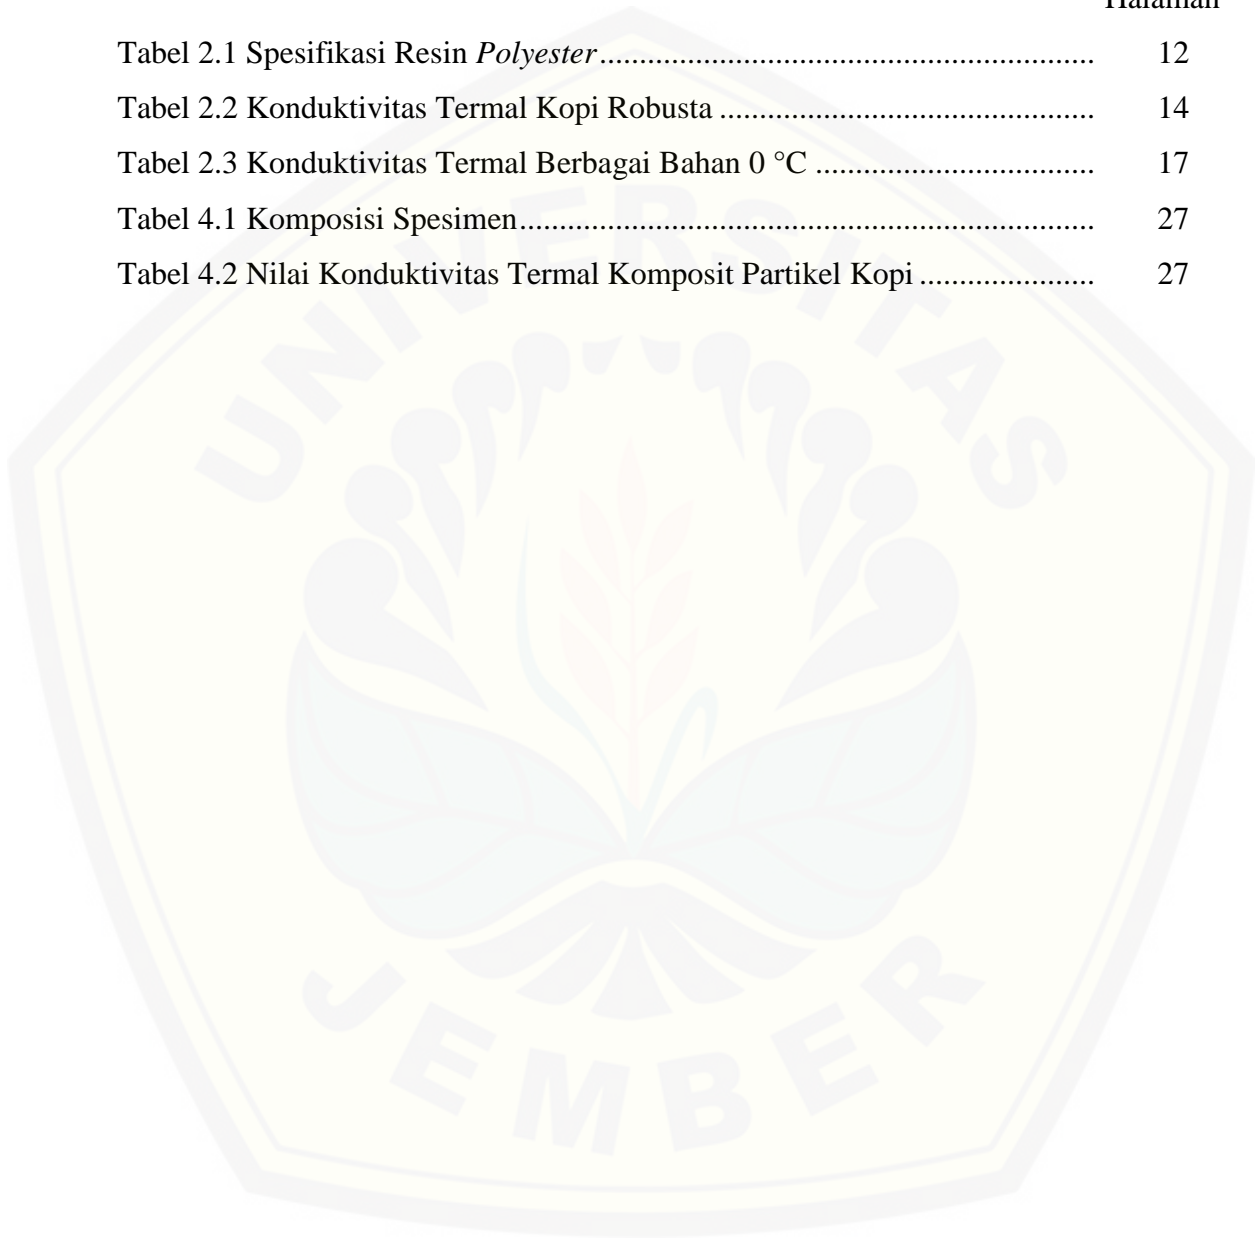 Halaman
Tabel 2.1 Spesifikasi Resin Polyester.............................................................. 12
Tabel 2.2 Konduktivitas Termal Kopi Robusta ............................................... 14
Tabel 2.3 Konduktivitas Termal Berbagai Bahan 0 °C ................................... 17
Tabel 4.1 Komposisi Spesimen........................................................................ 27
Tabel 4.2 Nilai Konduktivitas Termal Komposit Partikel Kopi ...................... 27
UNIVERSITAS
JEMBER